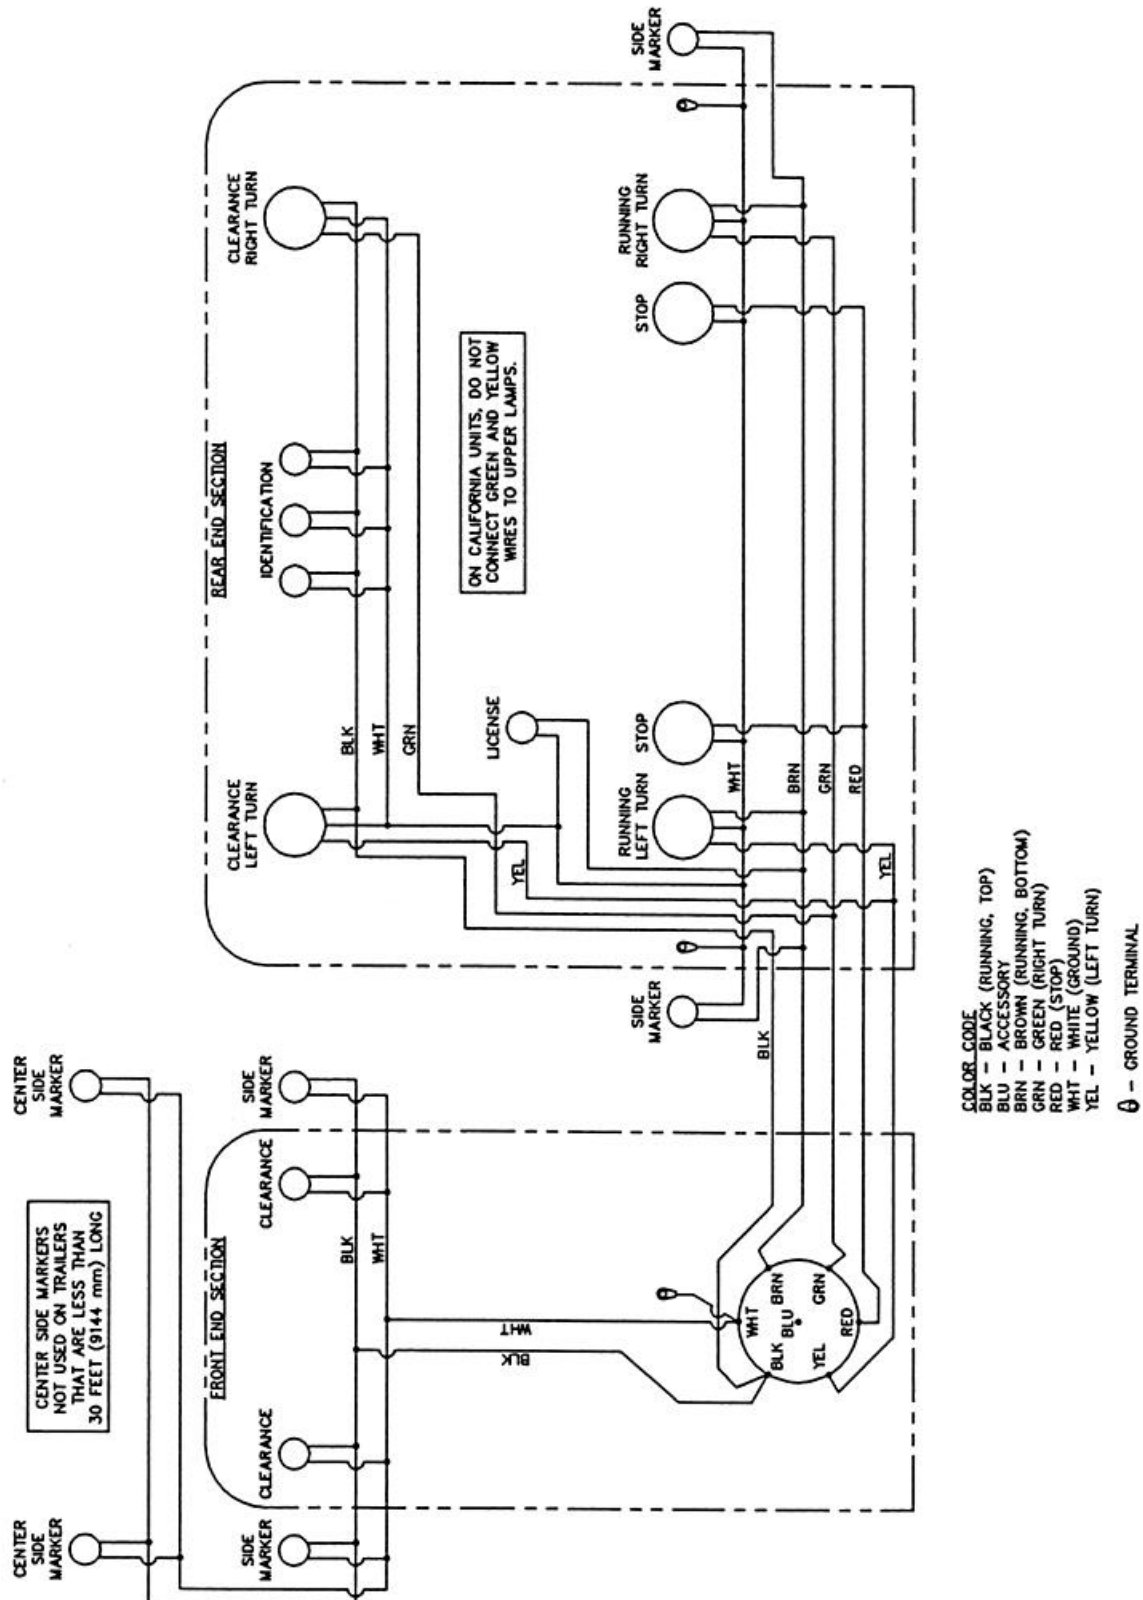 CENTER
SIDE
MARKER
CENTER SIDE MARKERS
NOT USED ON TRAILERS
THAT ARE LESS THAN
30 FEET (9144 mm) LONG
CENTER
SIDE
MARKER
FRONT END SECTION
SIDE
MARKER
CLEARANCE
CLEARANCE
SIDE
MARKER
BLK
WHT
WHT
BLK
WHT
BLK
BRN
BLU
YEL
GRN
RED
REAR END SECTION
CLEARANCE
LEFT TURN
IDENTIFICATION
CLEARANCE
RIGHT TURN
BLK
WHT
GRN
YEL
LICENSE
ON CALIFORNIA UNITS, DO NOT
CONNECT GREEN AND YELLOW
WIRES TO UPPER LAMPS.
SIDE
MARKER
RUNNING
LEFT TURN
STOP
STOP
RUNNING
RIGHT TURN
SIDE
MARKER
BLK
WHT
BRN
GRN
RED
YEL
COLOR CODE
BLK – BLACK (RUNNING, TOP)
BLU – ACCESSORY
BRN – BROWN (RUNNING, BOTTOM)
GRN – GREEN (RIGHT TURN)
RED – RED (STOP)
WHT – WHITE (GROUND)
YEL – YELLOW (LEFT TURN)
– GROUND TERMINAL